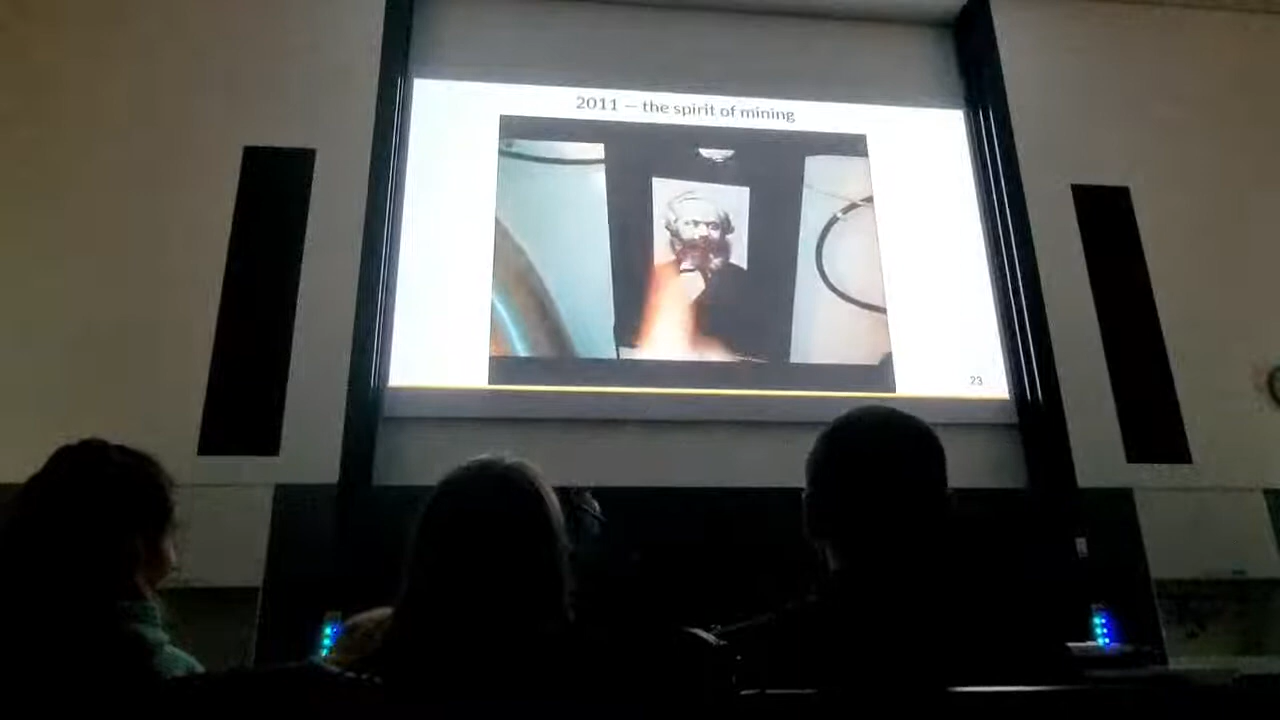 2011 — the spirit of mining
23